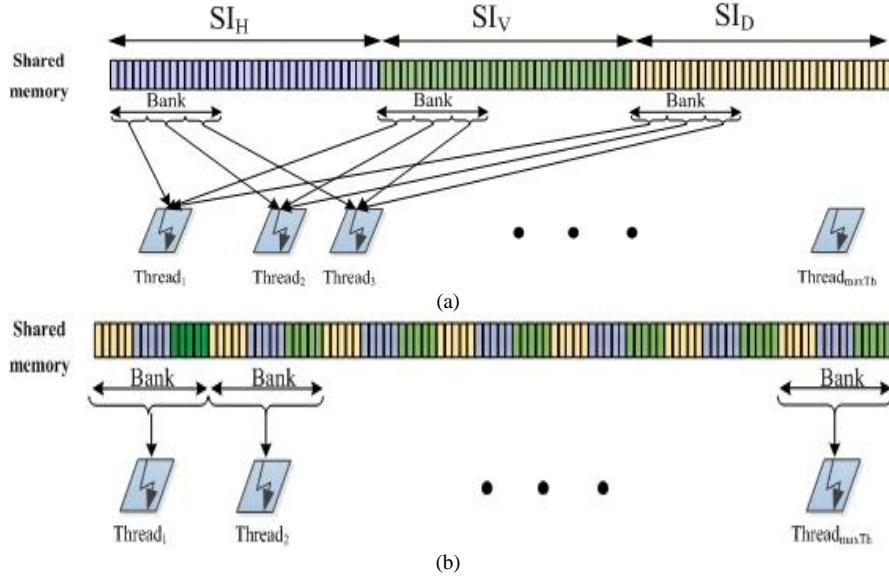 SI_H SI_V SI_D
Shared
memory
Bank Bank Bank
Thread_1 Thread_2 Thread_3 Thread_maxTh
(a)
Shared
memory
Bank Bank Bank
Thread_1 Thread_2 Thread_maxTh
(b)